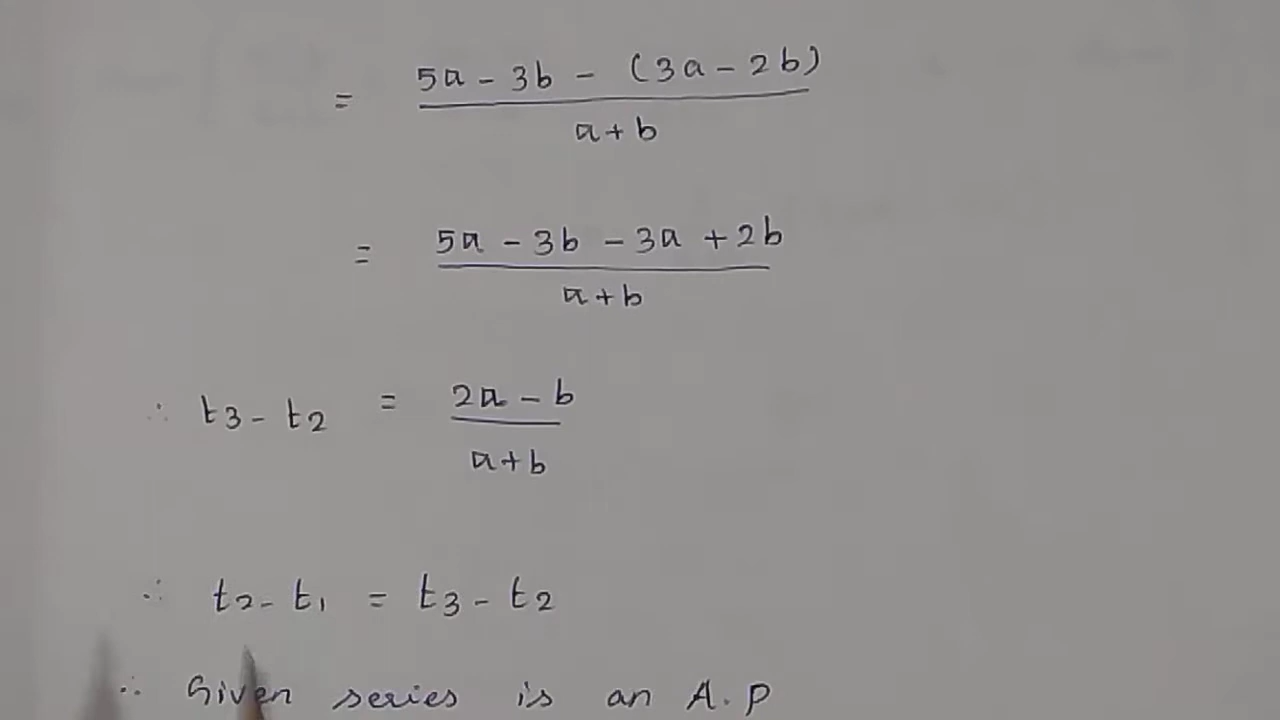 = 5a - 3b - (3a - 2b)
a + b
= 5a - 3b - 3a + 2b
a + b
∴ t3 - t2 = 2a - b
a + b
∴ t2 - t1 = t3 - t2
∴ Given series is an A.P